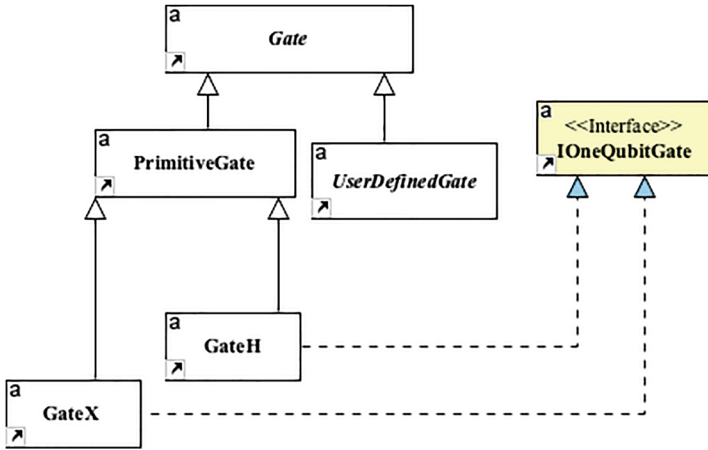 a
Gate
a
<<Interface>>
IOneQubitGate
a
PrimitiveGate
a
UserDefinedGate
a
GateH
a
GateX